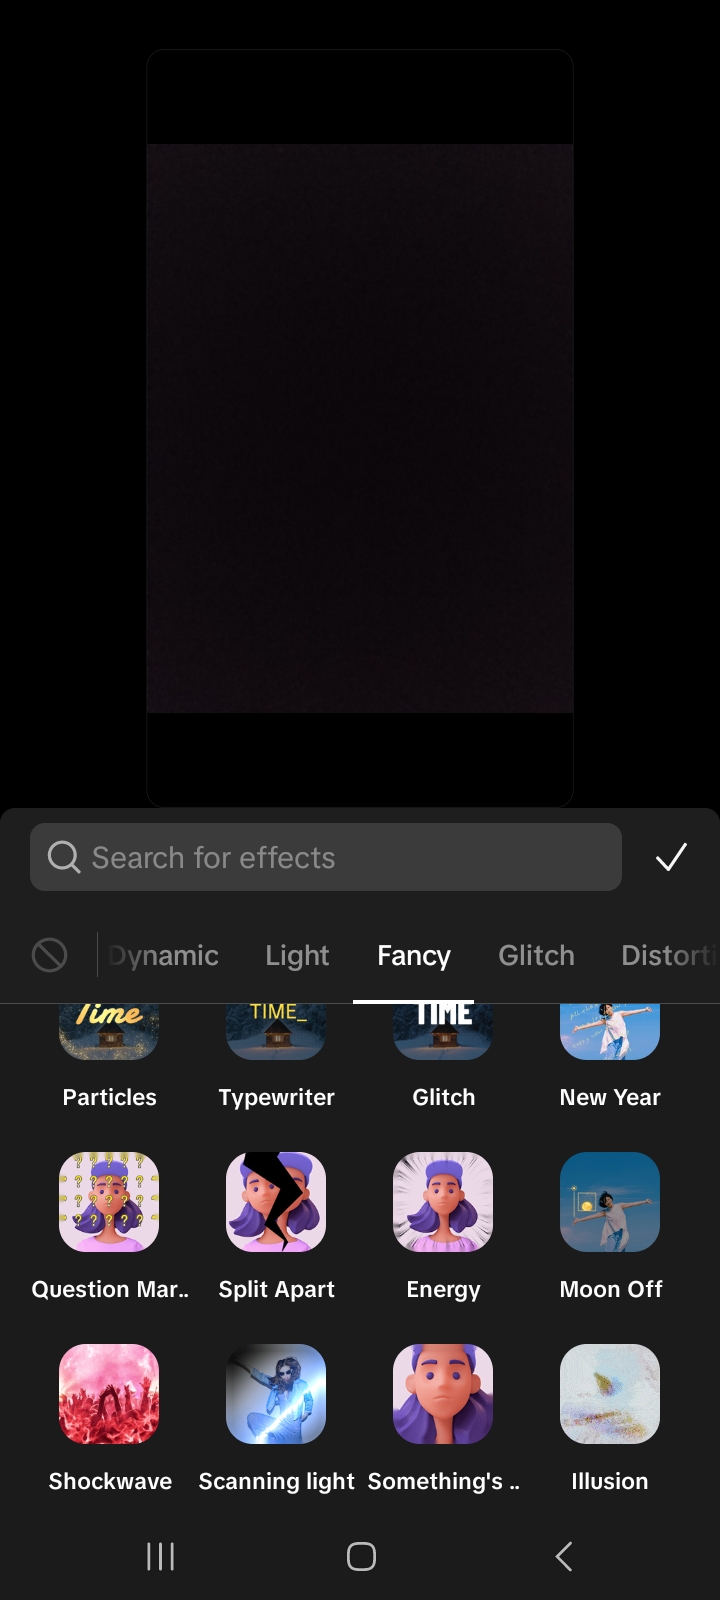 Search for effects
Dynamic Light Fancy Glitch Distorti
Time TIME_ TIME
Particles Typewriter Glitch New Year
Question Mar.. Split Apart Energy Moon Off
Shockwave Scanning light Something's .. Illusion